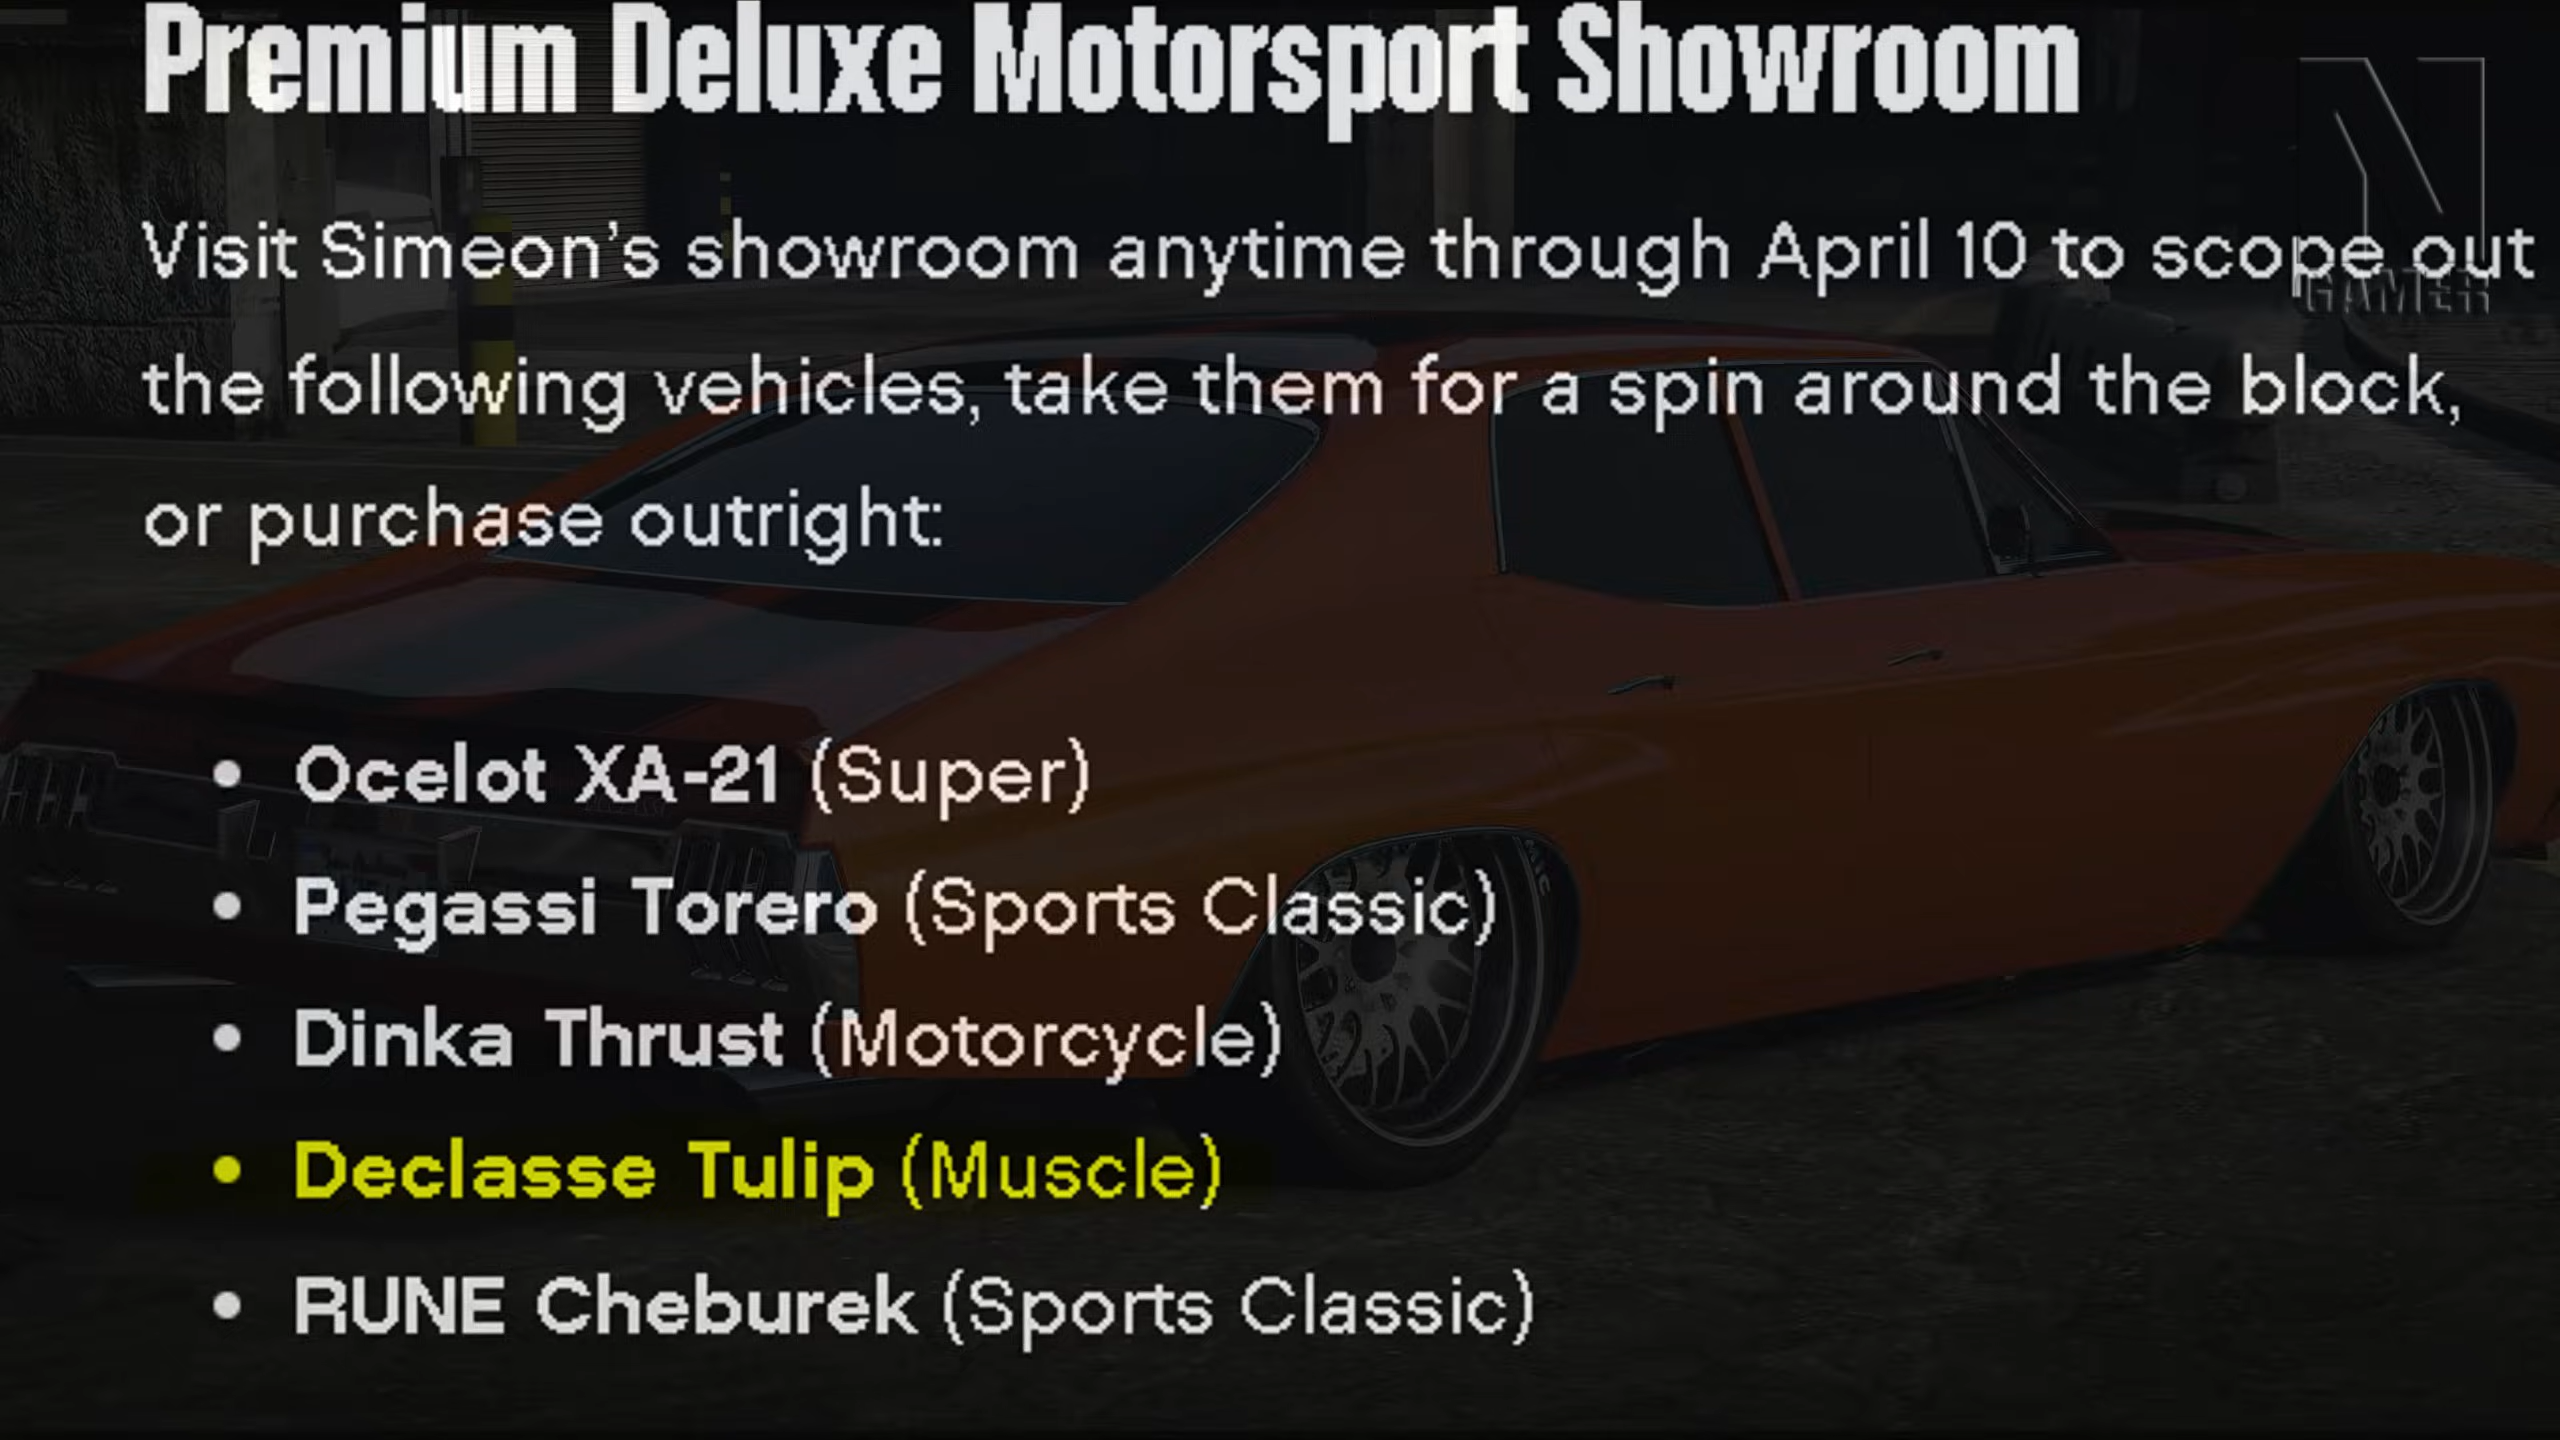 Premium Deluxe Motorsport Showroom
Visit Simeon's showroom anytime through April 10 to scope out
GAMER
the following vehicles, take them for a spin around the block,
or purchase outright:
• Ocelot XA-21 (Super)
• Pegassi Torero (Sports Classic)
• Dinka Thrust (Motorcycle)
• Declasse Tulip (Muscle)
• RUNE Cheburek (Sports Classic)